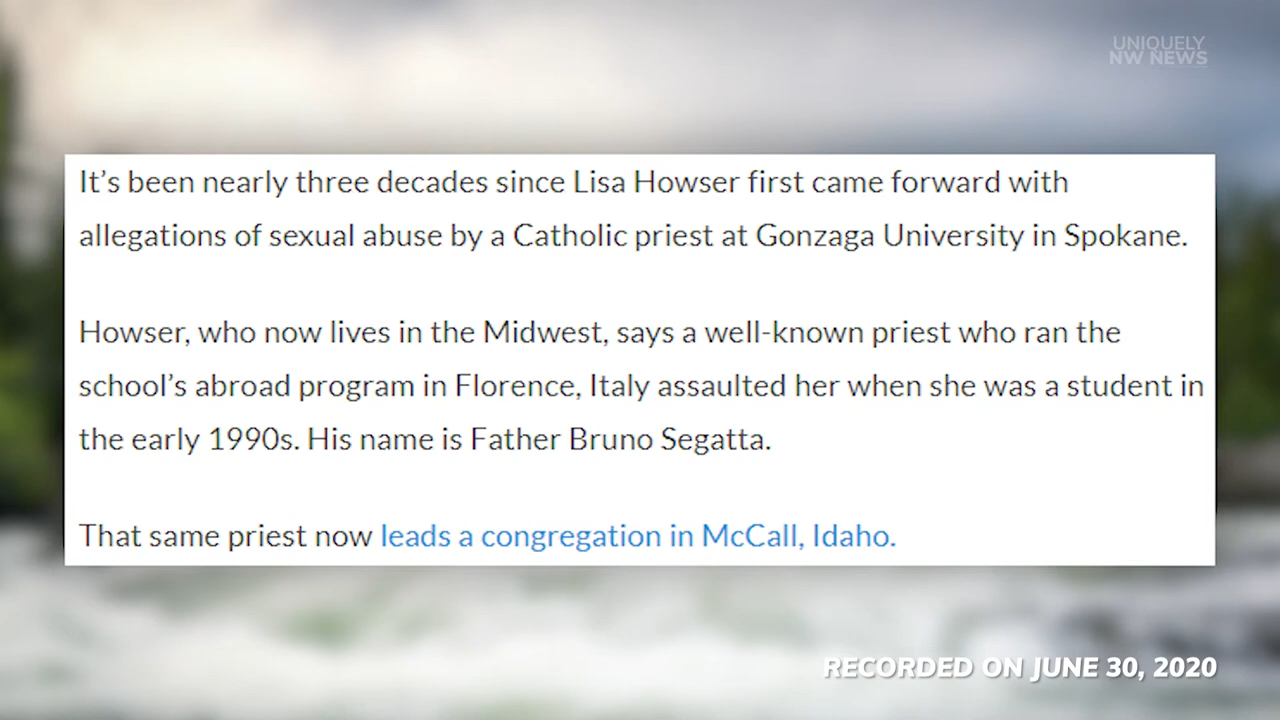 UNIQUELY
NW NEWS
It’s been nearly three decades since Lisa Howser first came forward with
allegations of sexual abuse by a Catholic priest at Gonzaga University in Spokane.
Howser, who now lives in the Midwest, says a well-known priest who ran the
school’s abroad program in Florence, Italy assaulted her when she was a student in
the early 1990s. His name is Father Bruno Segatta.
That same priest now leads a congregation in McCall, Idaho.
RECORDED ON JUNE 30, 2020